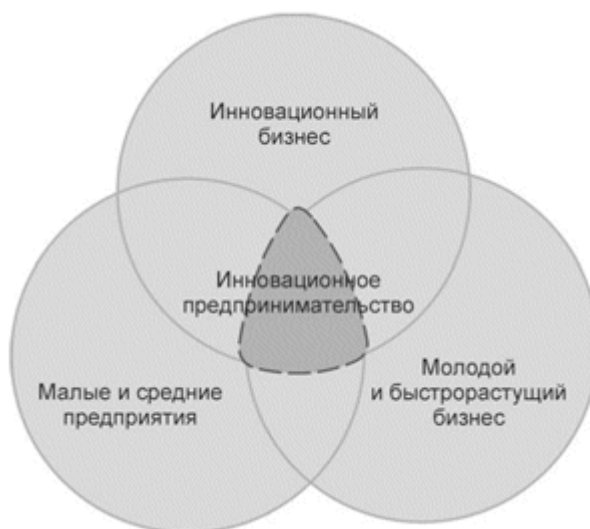 Инновационный
бизнес
Инновационное
предпринимательство
Малые и средние
предприятия
Молодой
и быстрорастущий
бизнес